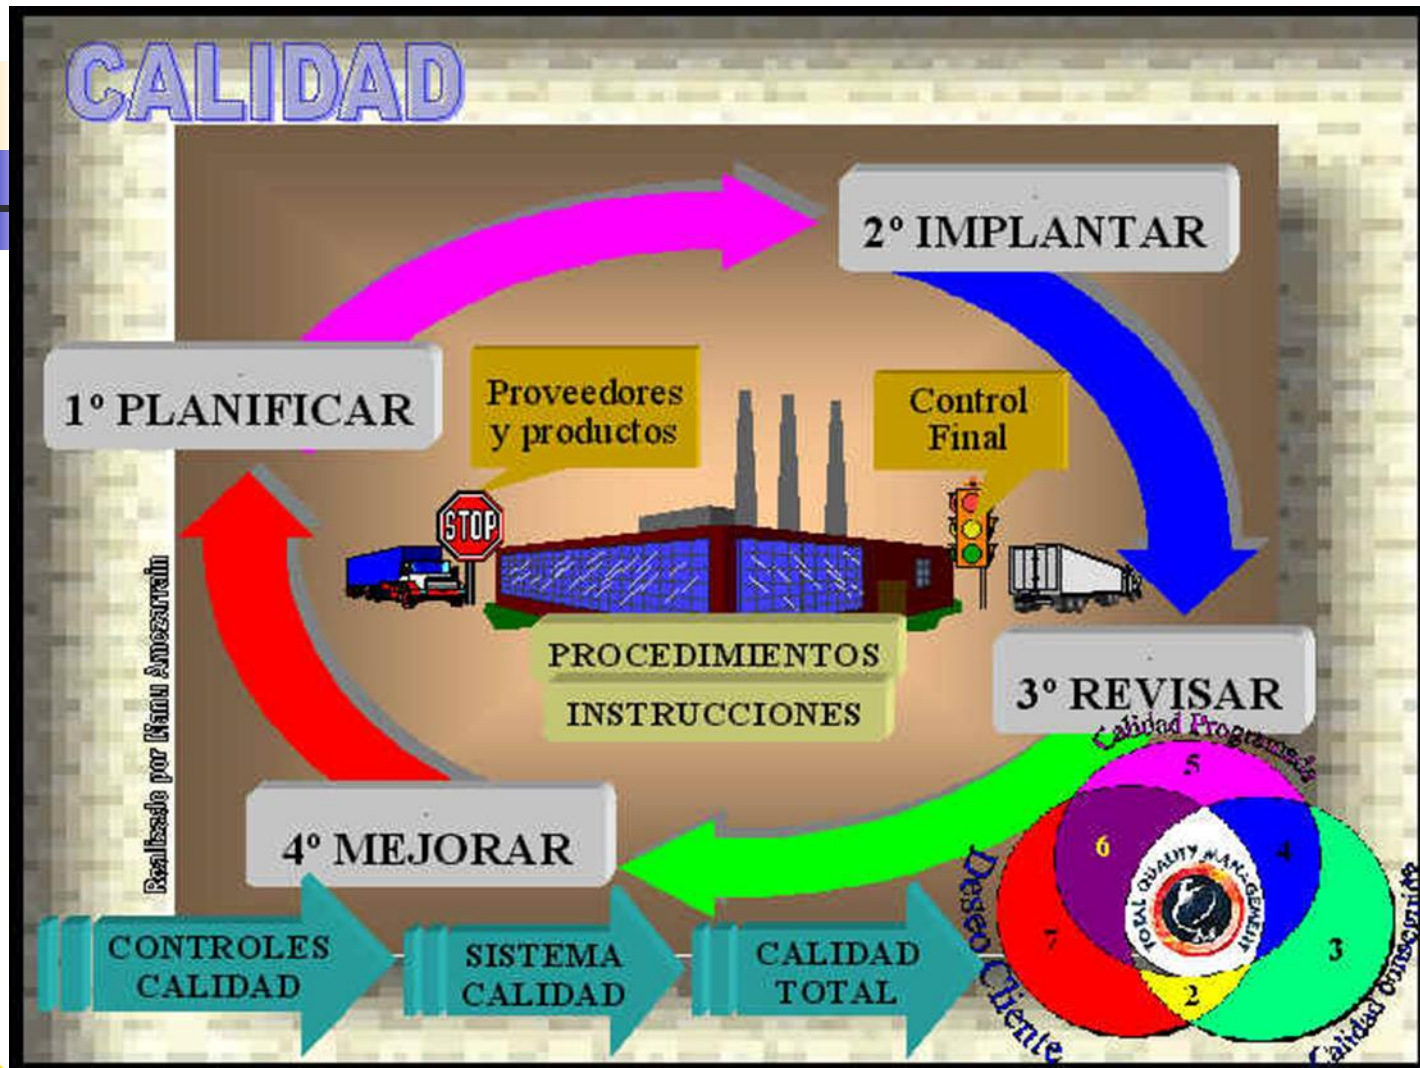 CALIDAD
2º IMPLANTAR
1º PLANIFICAR
Proveedores
y productos
Control
Final
STOP
PROCEDIMIENTOS
INSTRUCCIONES
3º REVISAR
4º MEJORAR
Realizado por Manu
CONTROLES
CALIDAD
SISTEMA
CALIDAD
CALIDAD
TOTAL
Calidad Programada
5
6
4
TOTAL QUALITY MANAGEMENT
7
3
2
Deseo Cliente
Calidad